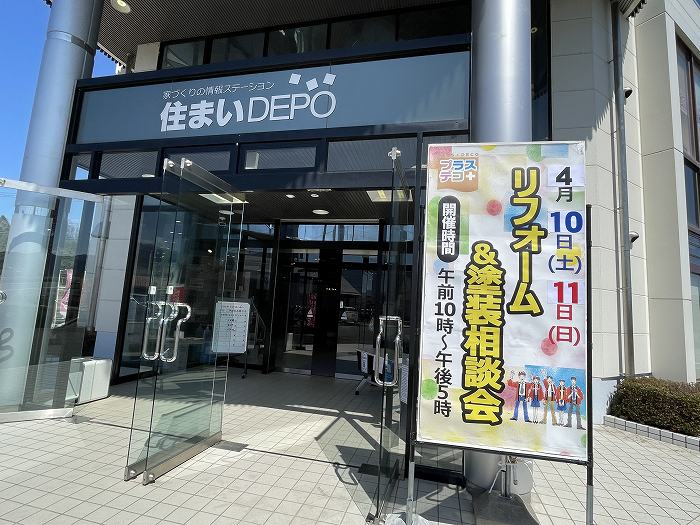 家づくりの情報ステーション
住まいDEPO
プラス
デコ+
4月10日(土)11日(日)
リフォーム
&塗装相談会
開催時間
午前10時～午後5時